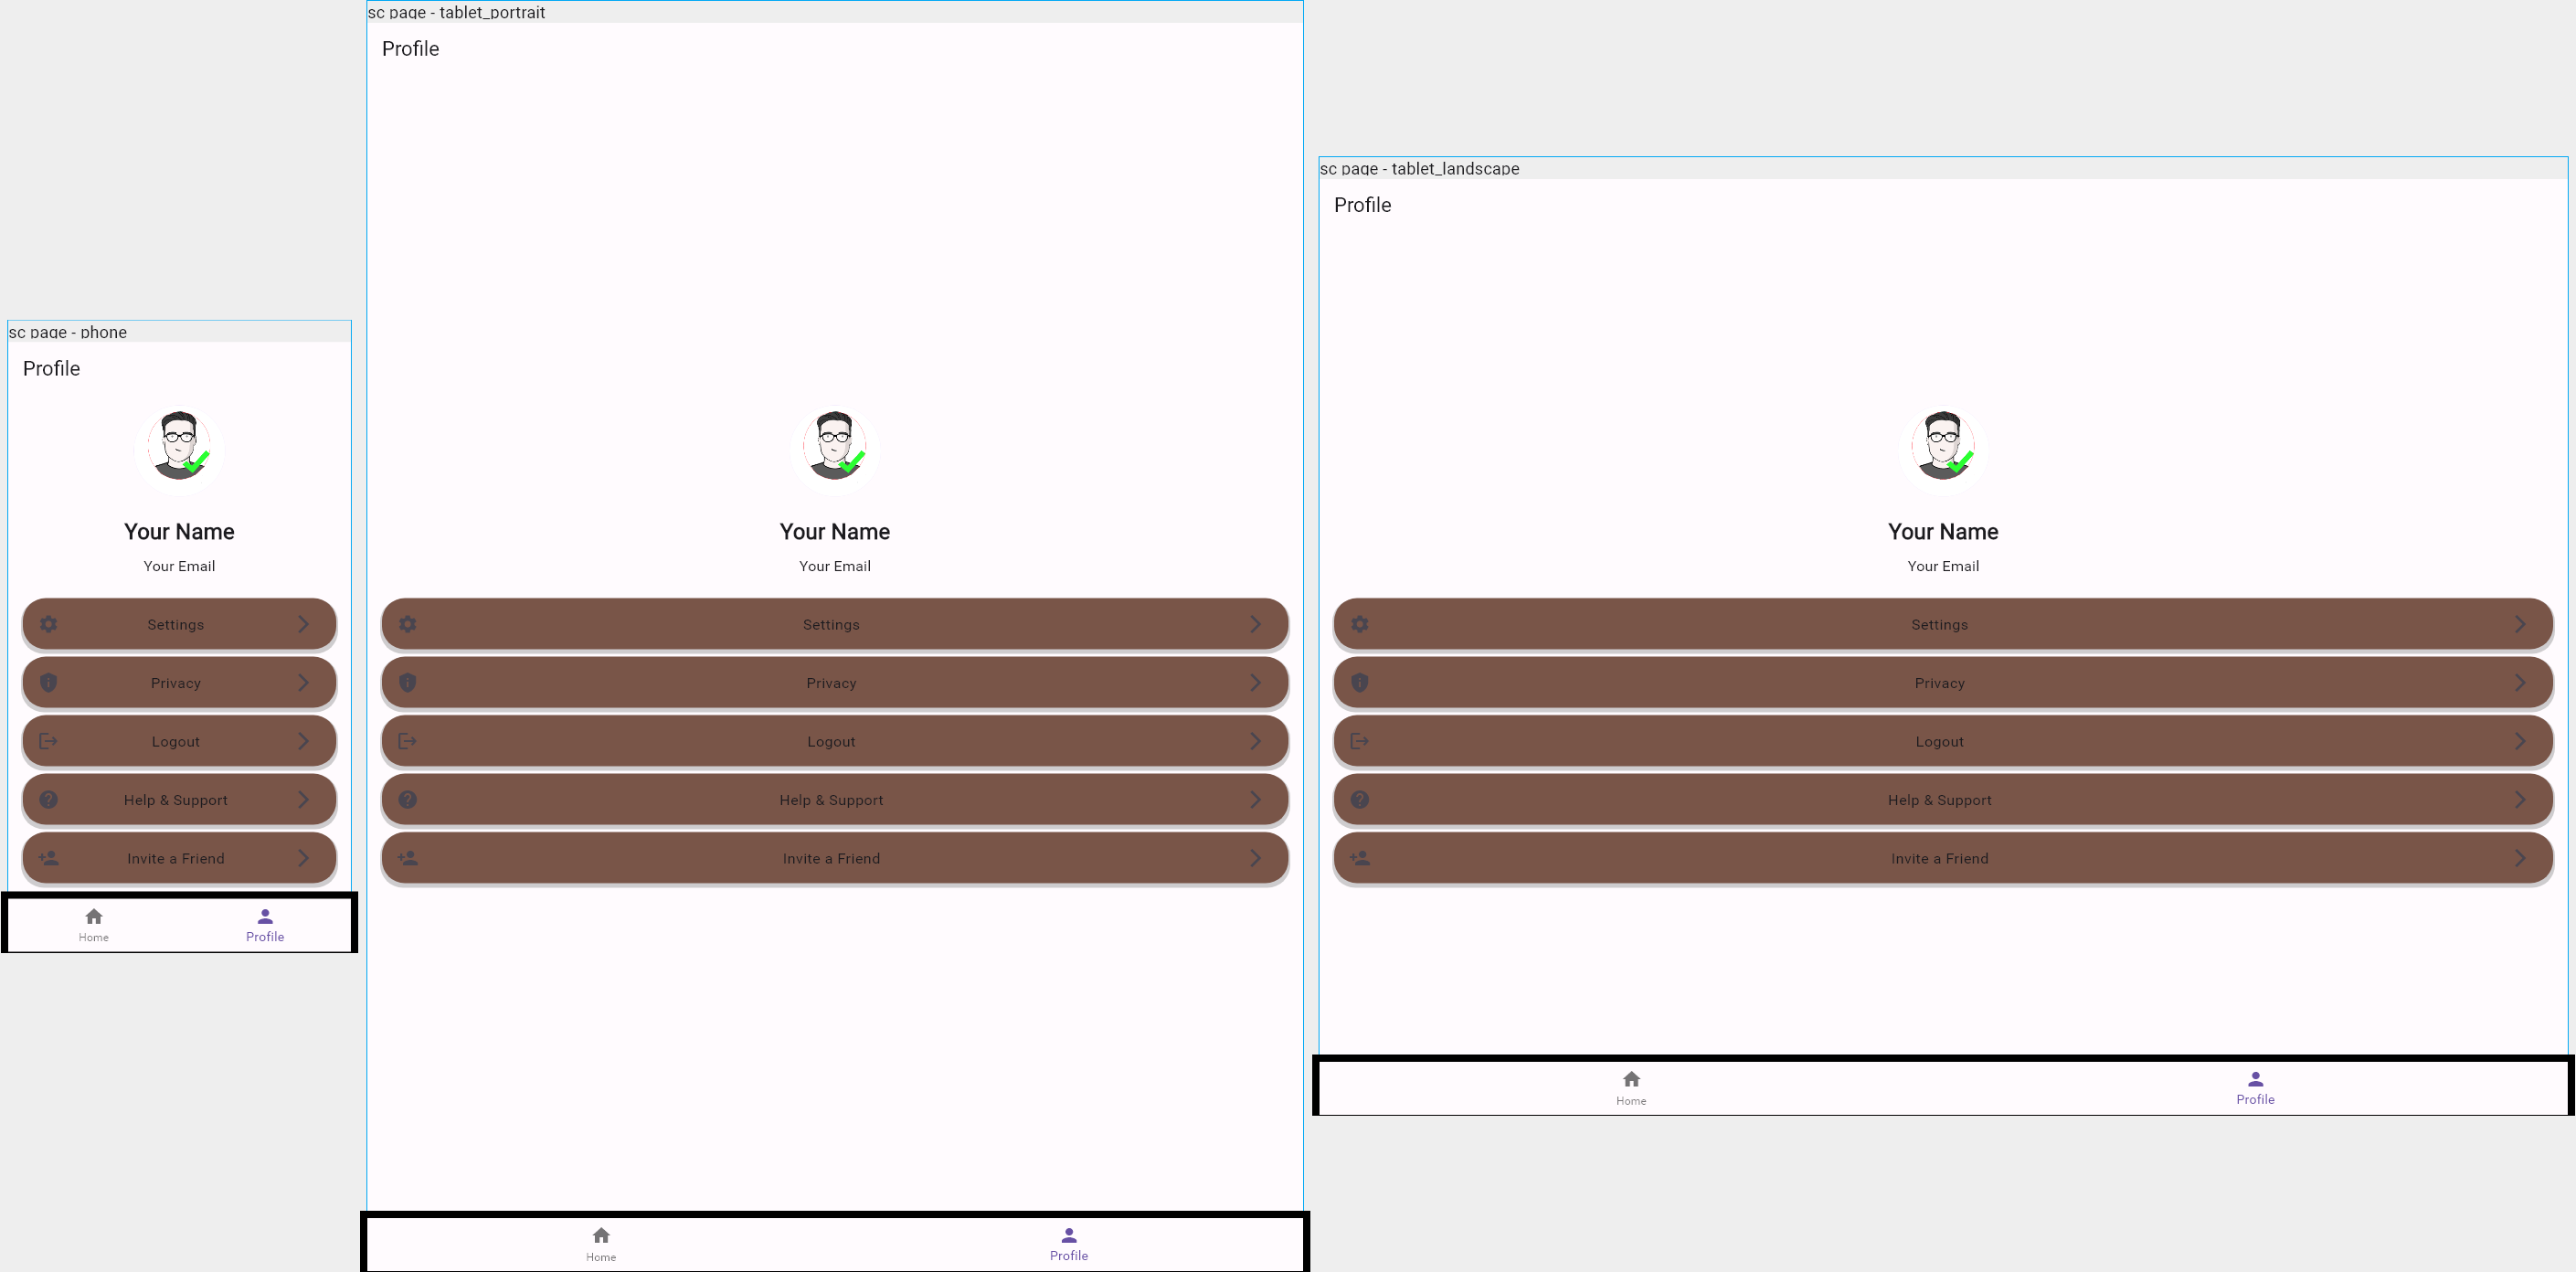 sc page - phone
Profile
Your Name
Your Email
Settings
Privacy
Logout
Help & Support
Invite a Friend
Home
Profile
sc page - tablet_portrait
Profile
Your Name
Your Email
Settings
Privacy
Logout
Help & Support
Invite a Friend
Home
Profile
sc page - tablet_landscape
Profile
Your Name
Your Email
Settings
Privacy
Logout
Help & Support
Invite a Friend
Home
Profile